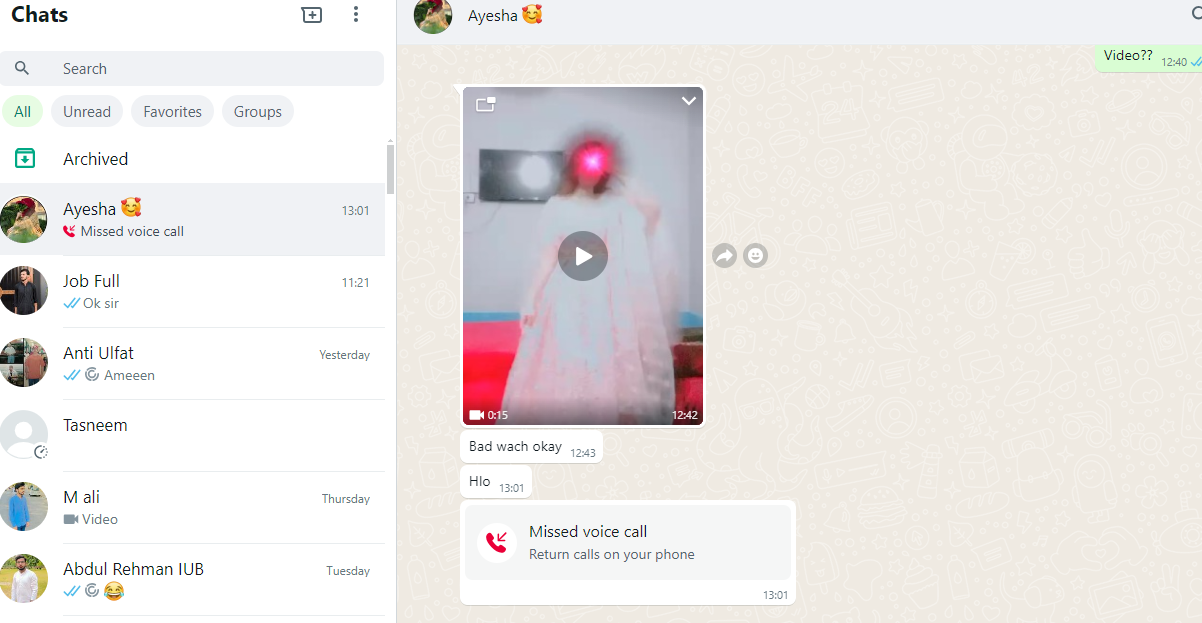 Chats
Search
All
Unread
Favorites
Groups
Archived
Ayesha 🥰
13:01
Missed voice call
Job Full
11:21
Ok sir
Anti Ulfat
Yesterday
Ameeen
Tasneem
M ali
Thursday
Video
Abdul Rehman IUB
Tuesday
😂
Ayesha 🥰
Video?? 12:40
0:15
12:42
Bad wach okay 12:43
Hlo 13:01
Missed voice call
Return calls on your phone
13:01